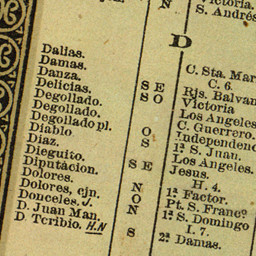 Victoria.
N S. Andrés
D
Dalias. C. Sta. Mar
Damas. C. 6.
Danza. S E Rjs. Balvan
Delicias. S O Victoria
Degollado. Los Angeles
Degollado. C. Guerrero.
Degollado pl. O Independenc
Diablo S 1ª S. Juan.
Diaz. Los Angeles.
Dieguito. S E Jesus.
Diputacion. H. 4.
Dolores. N 1ª Factor.
Dolores, cjn. O Pt. S. Francº
Donceles. J. N 1ª S. Domingo
D. Juan Man. I. 7.
D Tcribio. H.N S 2ª Damas.